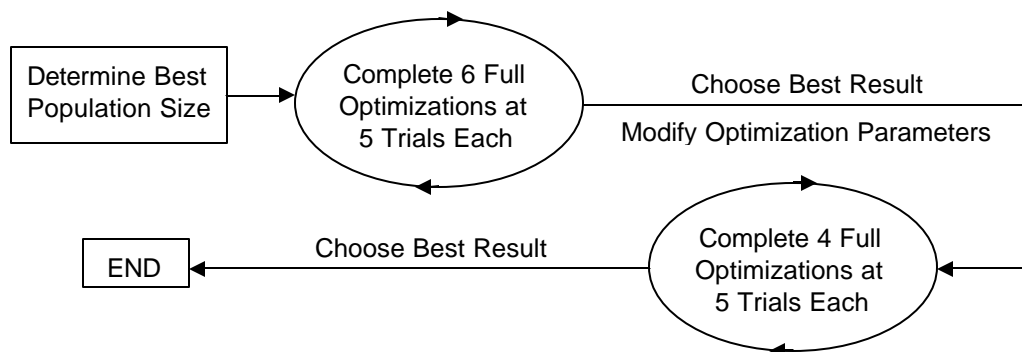 Determine Best
Population Size
Complete 6 Full
Optimizations at
5 Trials Each
Choose Best Result
Modify Optimization Parameters
Complete 4 Full
Optimizations at
5 Trials Each
Choose Best Result
END